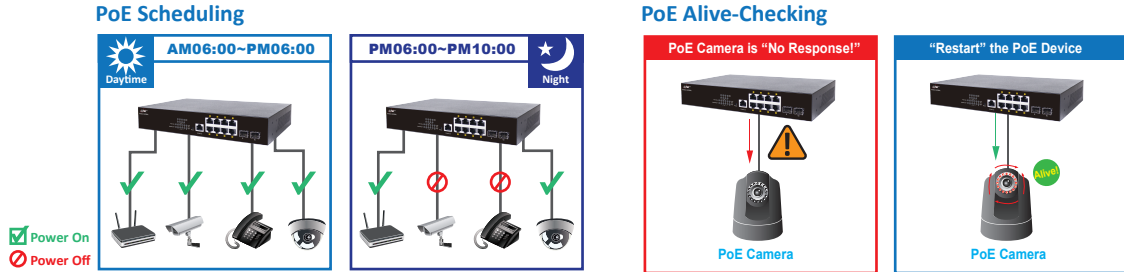 PoE Scheduling
PoE Alive-Checking
AM06:00~PM06:00
Daytime
PM06:00~PM10:00
Night
PoE Camera is “No Response!”
“Restart” the PoE Device
Alive!
Power On
Power Off
PoE Camera
PoE Camera